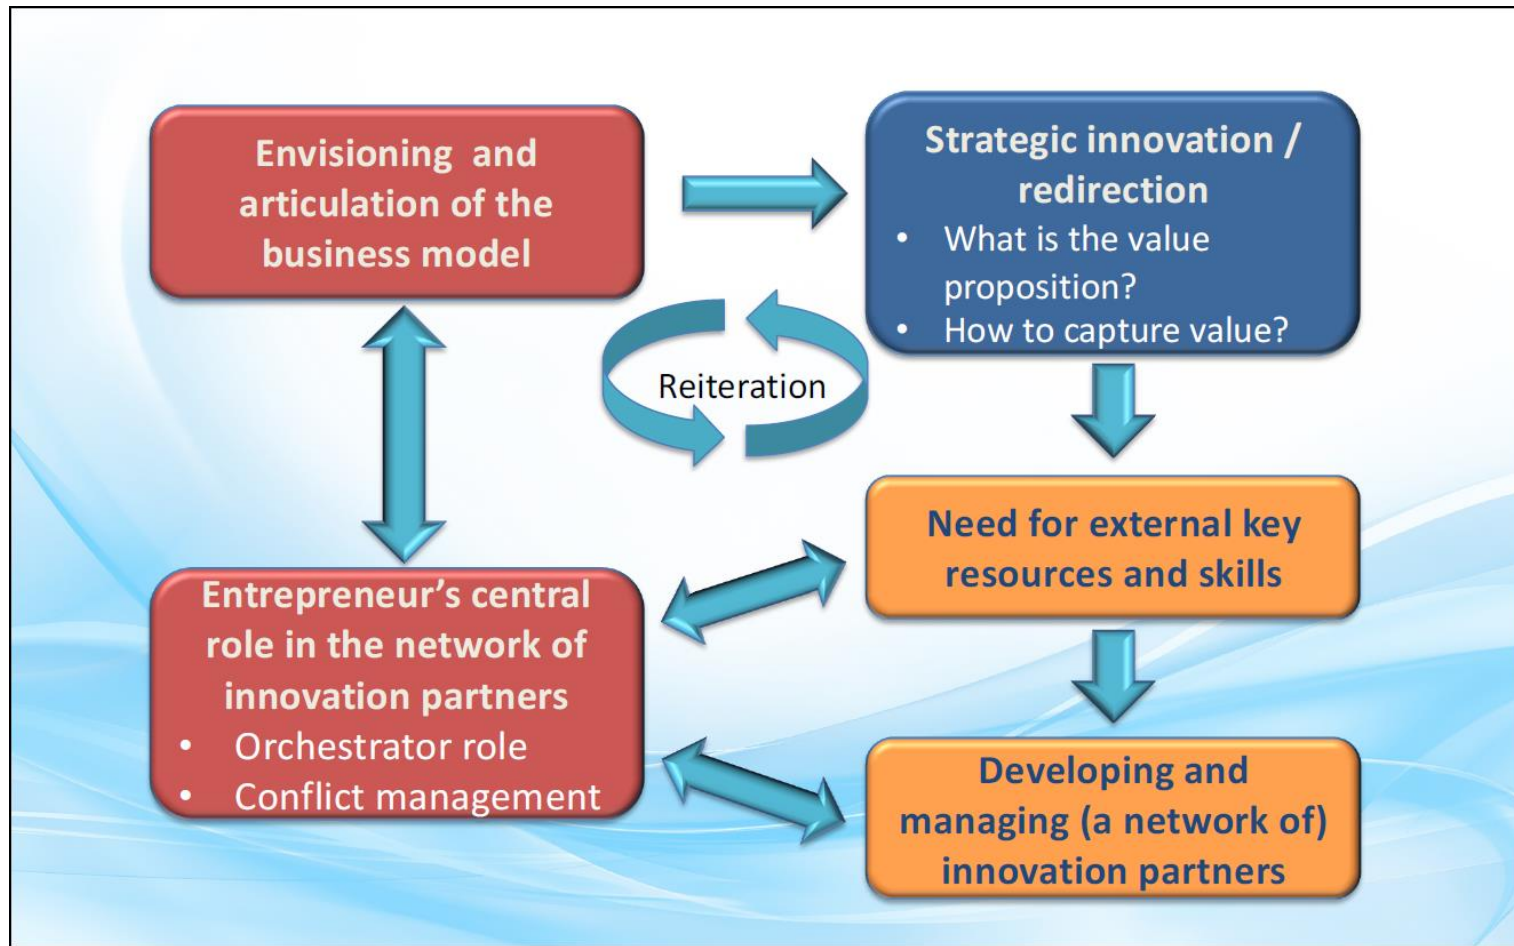 Envisioning and
articulation of the
business model
Strategic innovation /
redirection
• What is the value
proposition?
• How to capture value?
Reiteration
Need for external key
resources and skills
Entrepreneur’s central
role in the network of
innovation partners
• Orchestrator role
• Conflict management
Developing and
managing (a network of)
innovation partners